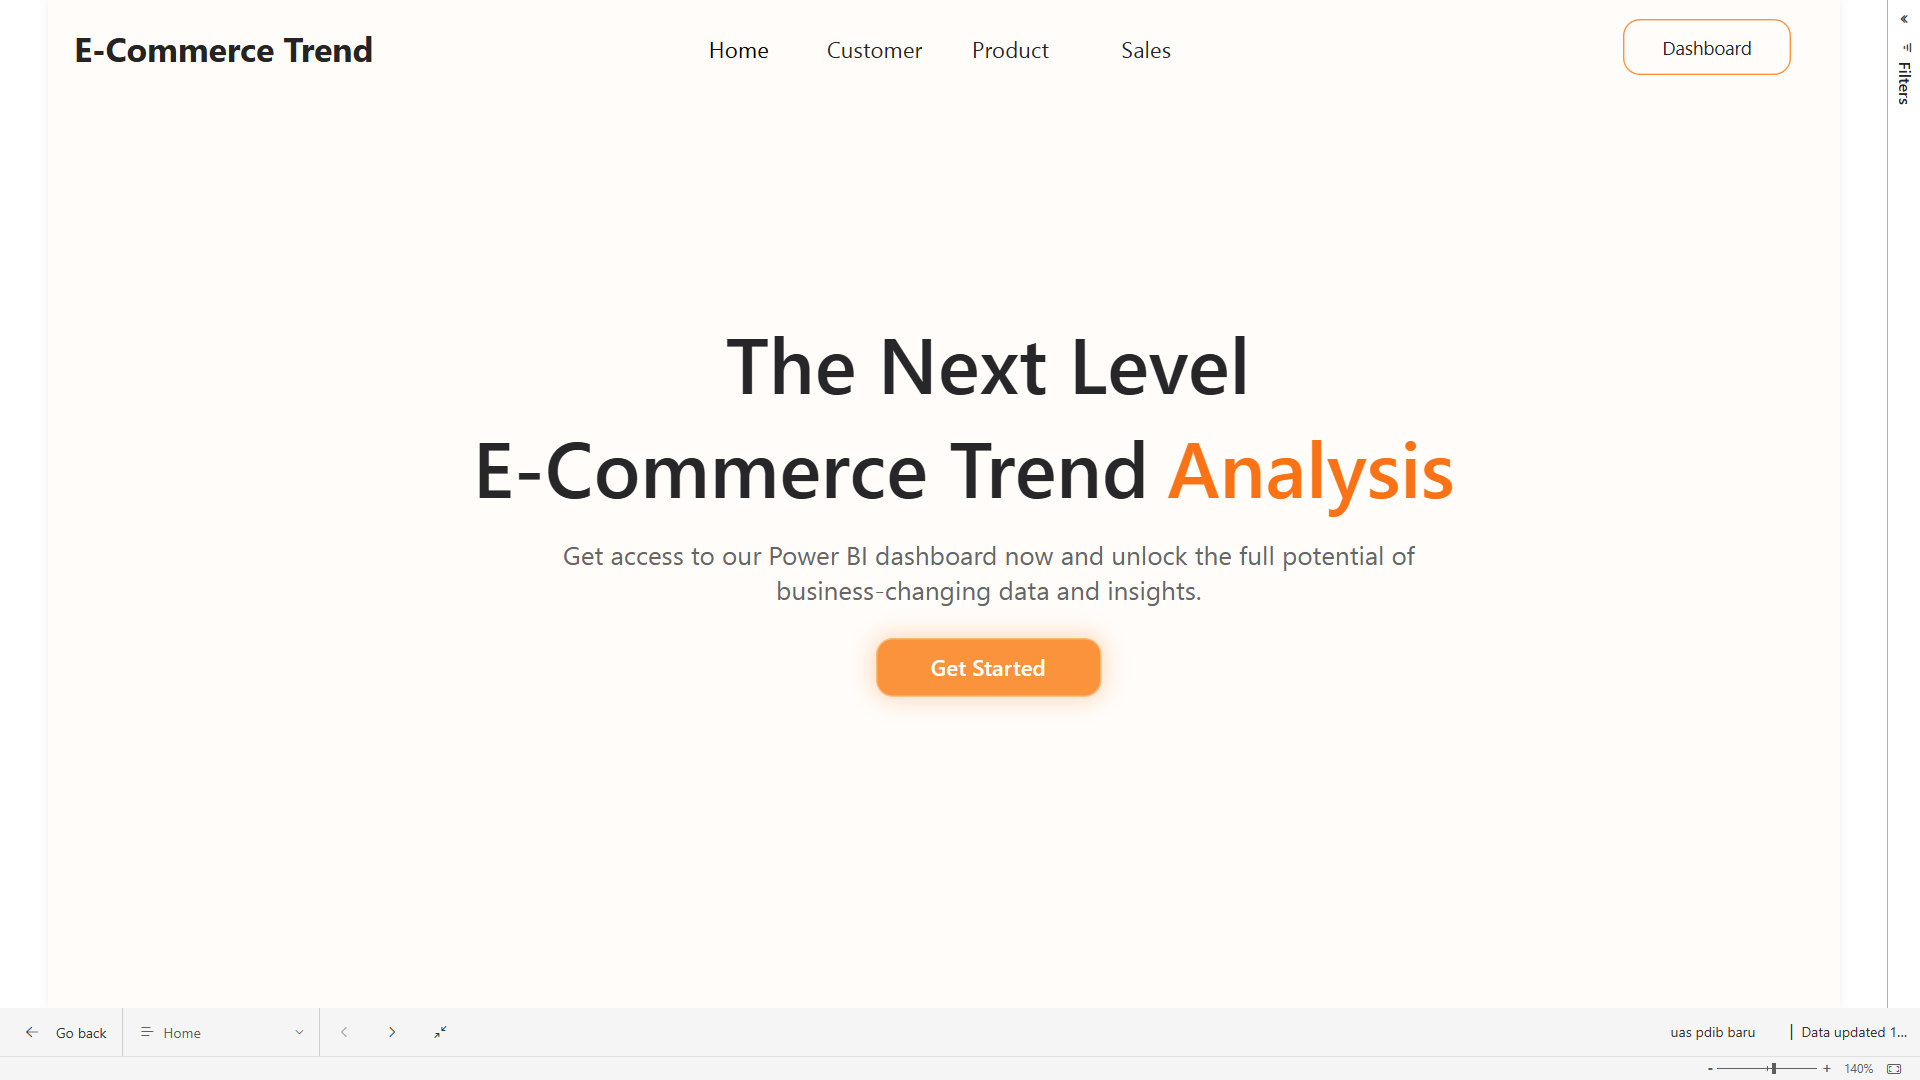 E-Commerce Trend
Home
Customer
Product
Sales
Dashboard
Filters
The Next Level
E-Commerce Trend Analysis
Get access to our Power BI dashboard now and unlock the full potential of
business-changing data and insights.
Get Started
Go back
Home
uas pdib baru
| Data updated 1...
- + 140%